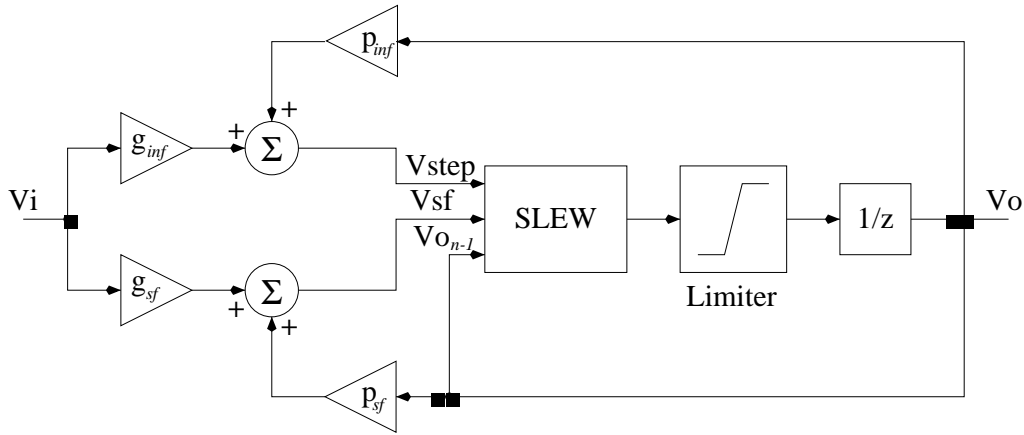 p_inf
+
g_inf
+
Σ
Vstep
Vi
Vsf
SLEW
1/z
Vo
Vo_n-1
Limiter
g_sf
Σ
+
+
p_sf